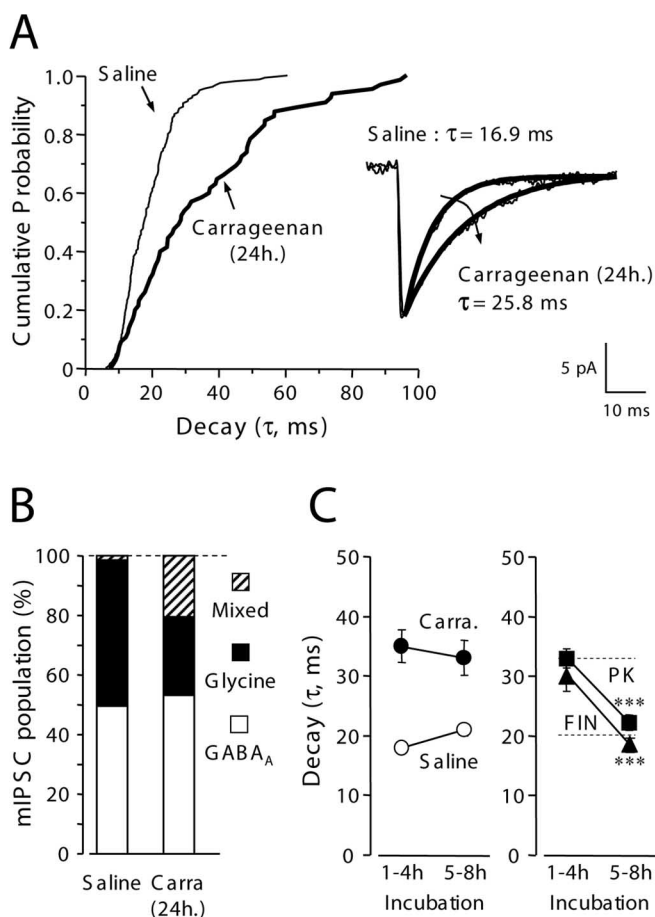 A
Saline
1.0
0.8
0.6
0.4
0.2
0
Cumulative Probability
Carrageenan
(24h.)
0 20 40 60 80 100
Decay (τ, ms)
Saline : τ= 16.9 ms
Carrageenan (24h.)
τ= 25.8 ms
5 pA
10 ms
B
mIPSC population (%)
100
80
60
40
20
0
Mixed
Glycine
GABAA
Saline Carra
(24h.)
C
Decay (τ, ms)
50
40
30
20
10
0
Carra.
Saline
1-4h 5-8h
Incubation
50
40
30
20
10
0
PK
***
FIN
***
1-4h 5-8h
Incubation